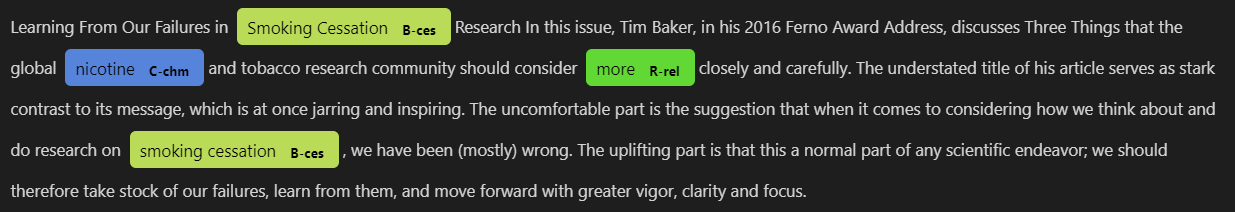 Learning From Our Failures in Smoking Cessation B-ces Research In this issue, Tim Baker, in his 2016 Ferno Award Address, discusses Three Things that the
global nicotine C-chm and tobacco research community should consider more R-rel closely and carefully. The understated title of his article serves as stark
contrast to its message, which is at once jarring and inspiring. The uncomfortable part is the suggestion that when it comes to considering how we think about and
do research on smoking cessation B-ces , we have been (mostly) wrong. The uplifting part is that this a normal part of any scientific endeavor; we should
therefore take stock of our failures, learn from them, and move forward with greater vigor, clarity and focus.